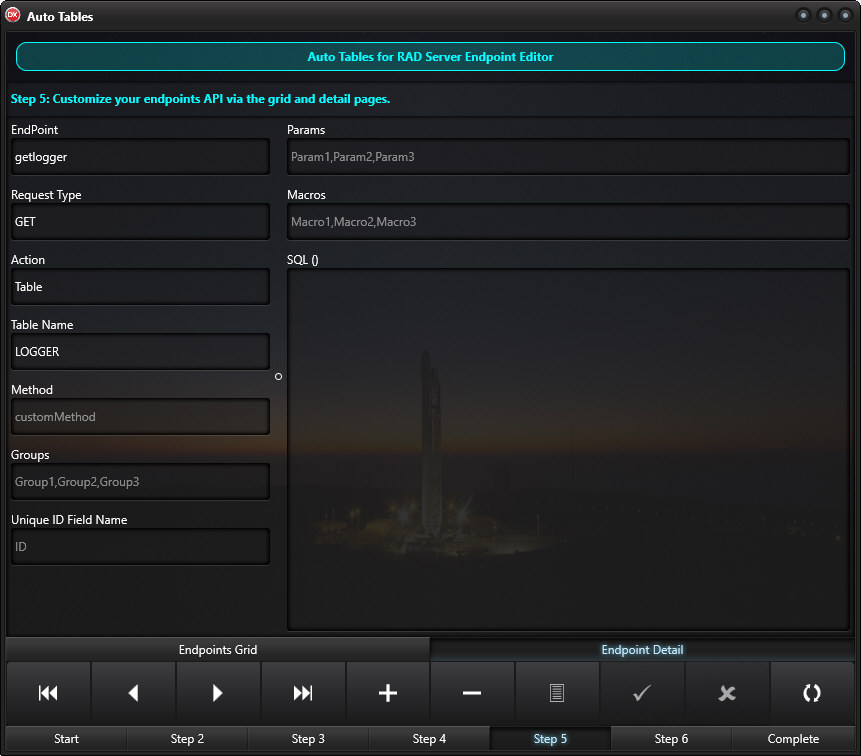 DX Auto Tables
Auto Tables for RAD Server Endpoint Editor
Step 5: Customize your endpoints API via the grid and detail pages.
EndPoint
getlogger
Request Type
GET
Action
Table
Table Name
LOGGER
Method
customMethod
Groups
Group1,Group2,Group3
Unique ID Field Name
ID
Params
Param1,Param2,Param3
Macros
Macro1,Macro2,Macro3
SQL ()
Endpoints Grid
Endpoint Detail
Start
Step 2
Step 3
Step 4
Step 5
Step 6
Complete